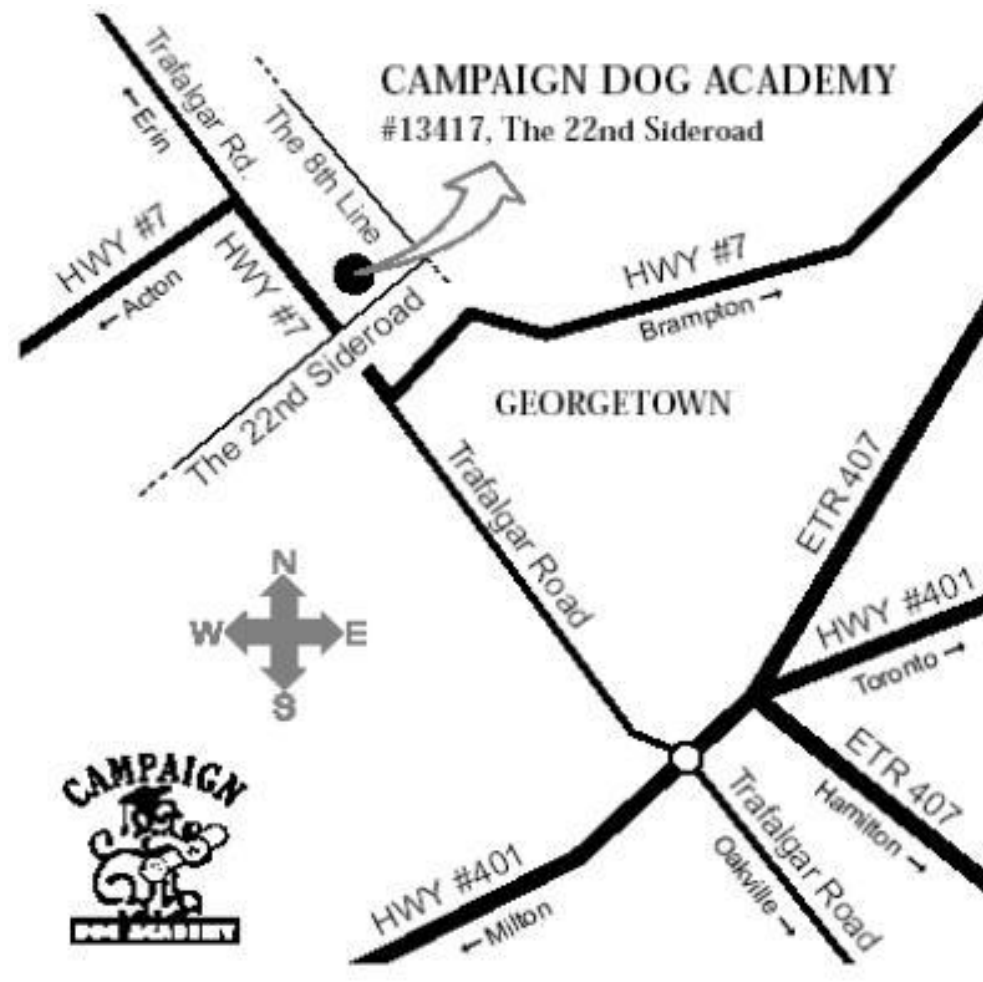 CAMPAIGN DOG ACADEMY
#13417, The 22nd Sideroad
Trafalgar Rd.
←Erin
The 8th Line
HWY #7
← Acton
HWY #7
The 22nd Sideroad
HWY #7
Brampton →
GEORGETOWN
Trafalgar Road
ETR 407
HWY #401
Toronto →
N
W E
S
ETR 407
Hamilton →
Trafalgar Road
Oakville →
HWY #401
← Milton
CAMPAIGN
DOG ACADEMY